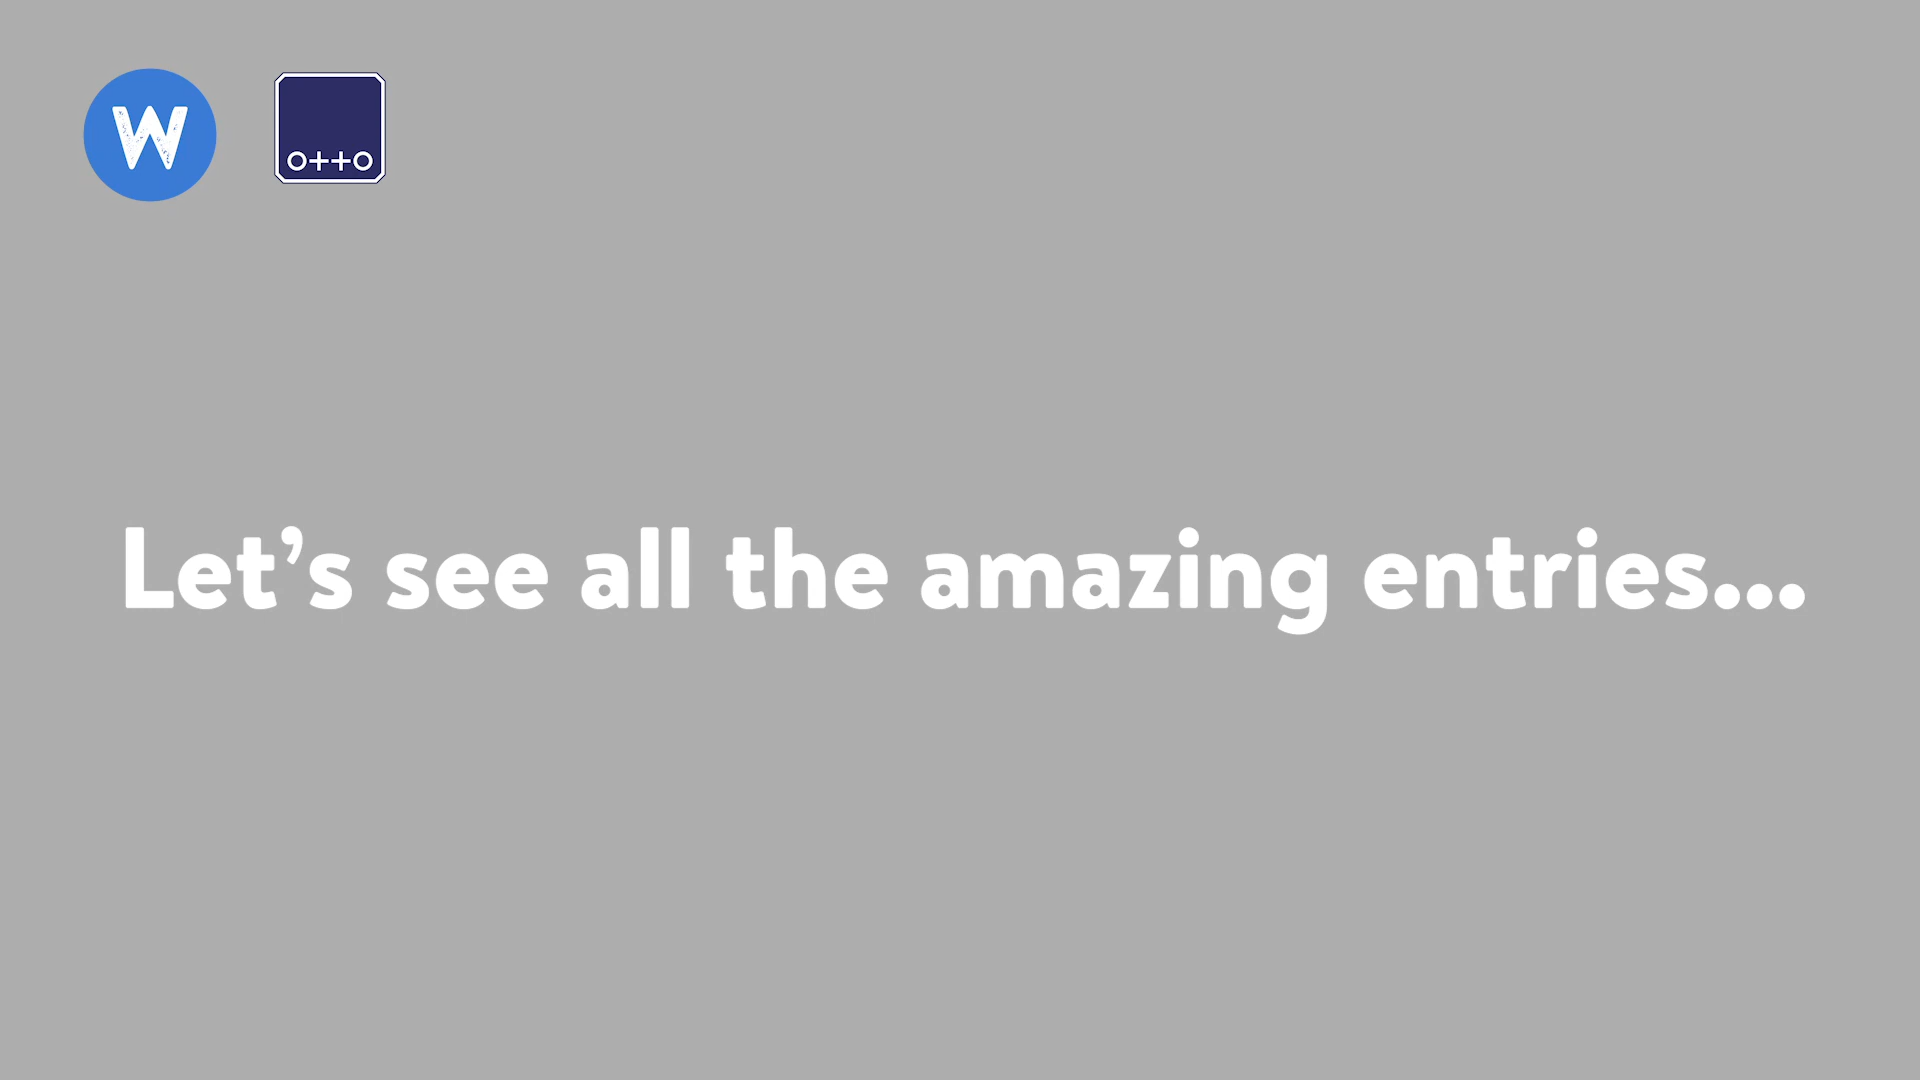 W
o++o
Let’s see all the amazing entries...